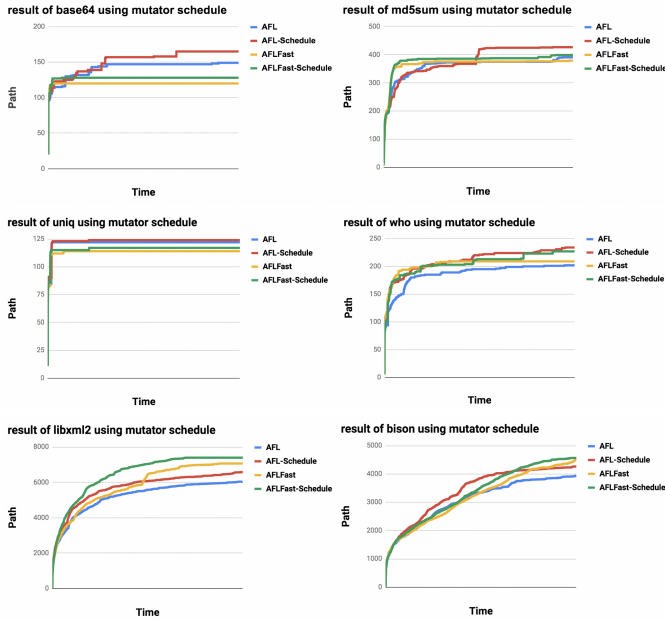 result of base64 using mutator schedule
200
150
100
50
0
Path
Time
AFL
AFL-Schedule
AFLFast
AFLFast-Schedule
result of md5sum using mutator schedule
500
400
300
200
100
0
Path
Time
AFL
AFL-Schedule
AFLFast
AFLFast-Schedule
result of uniq using mutator schedule
125
100
75
50
25
0
Path
Time
AFL
AFL-Schedule
AFLFast
AFLFast-Schedule
result of who using mutator schedule
250
200
150
100
50
0
Path
Time
AFL
AFL-Schedule
AFLFast
AFLFast-Schedule
result of libxml2 using mutator schedule
8000
6000
4000
2000
0
Path
Time
AFL
AFL-Schedule
AFLFast
AFLFast-Schedule
result of bison using mutator schedule
5000
4000
3000
2000
1000
0
Path
Time
AFL
AFL-Schedule
AFLFast
AFLFast-Schedule